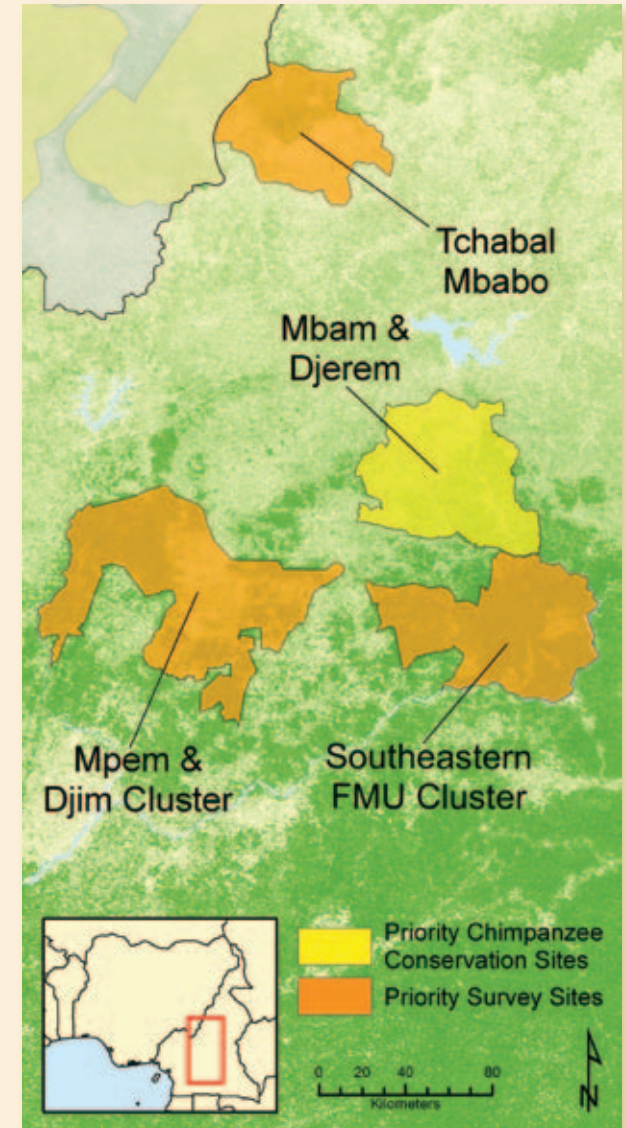 Tchabal
Mbabo
Mbam &
Djerem
Mpem &
Djim Cluster
Southeastern
FMU Cluster
Priority Chimpanzee
Conservation Sites
Priority Survey Sites
0 20 40 80
Kilometers
N